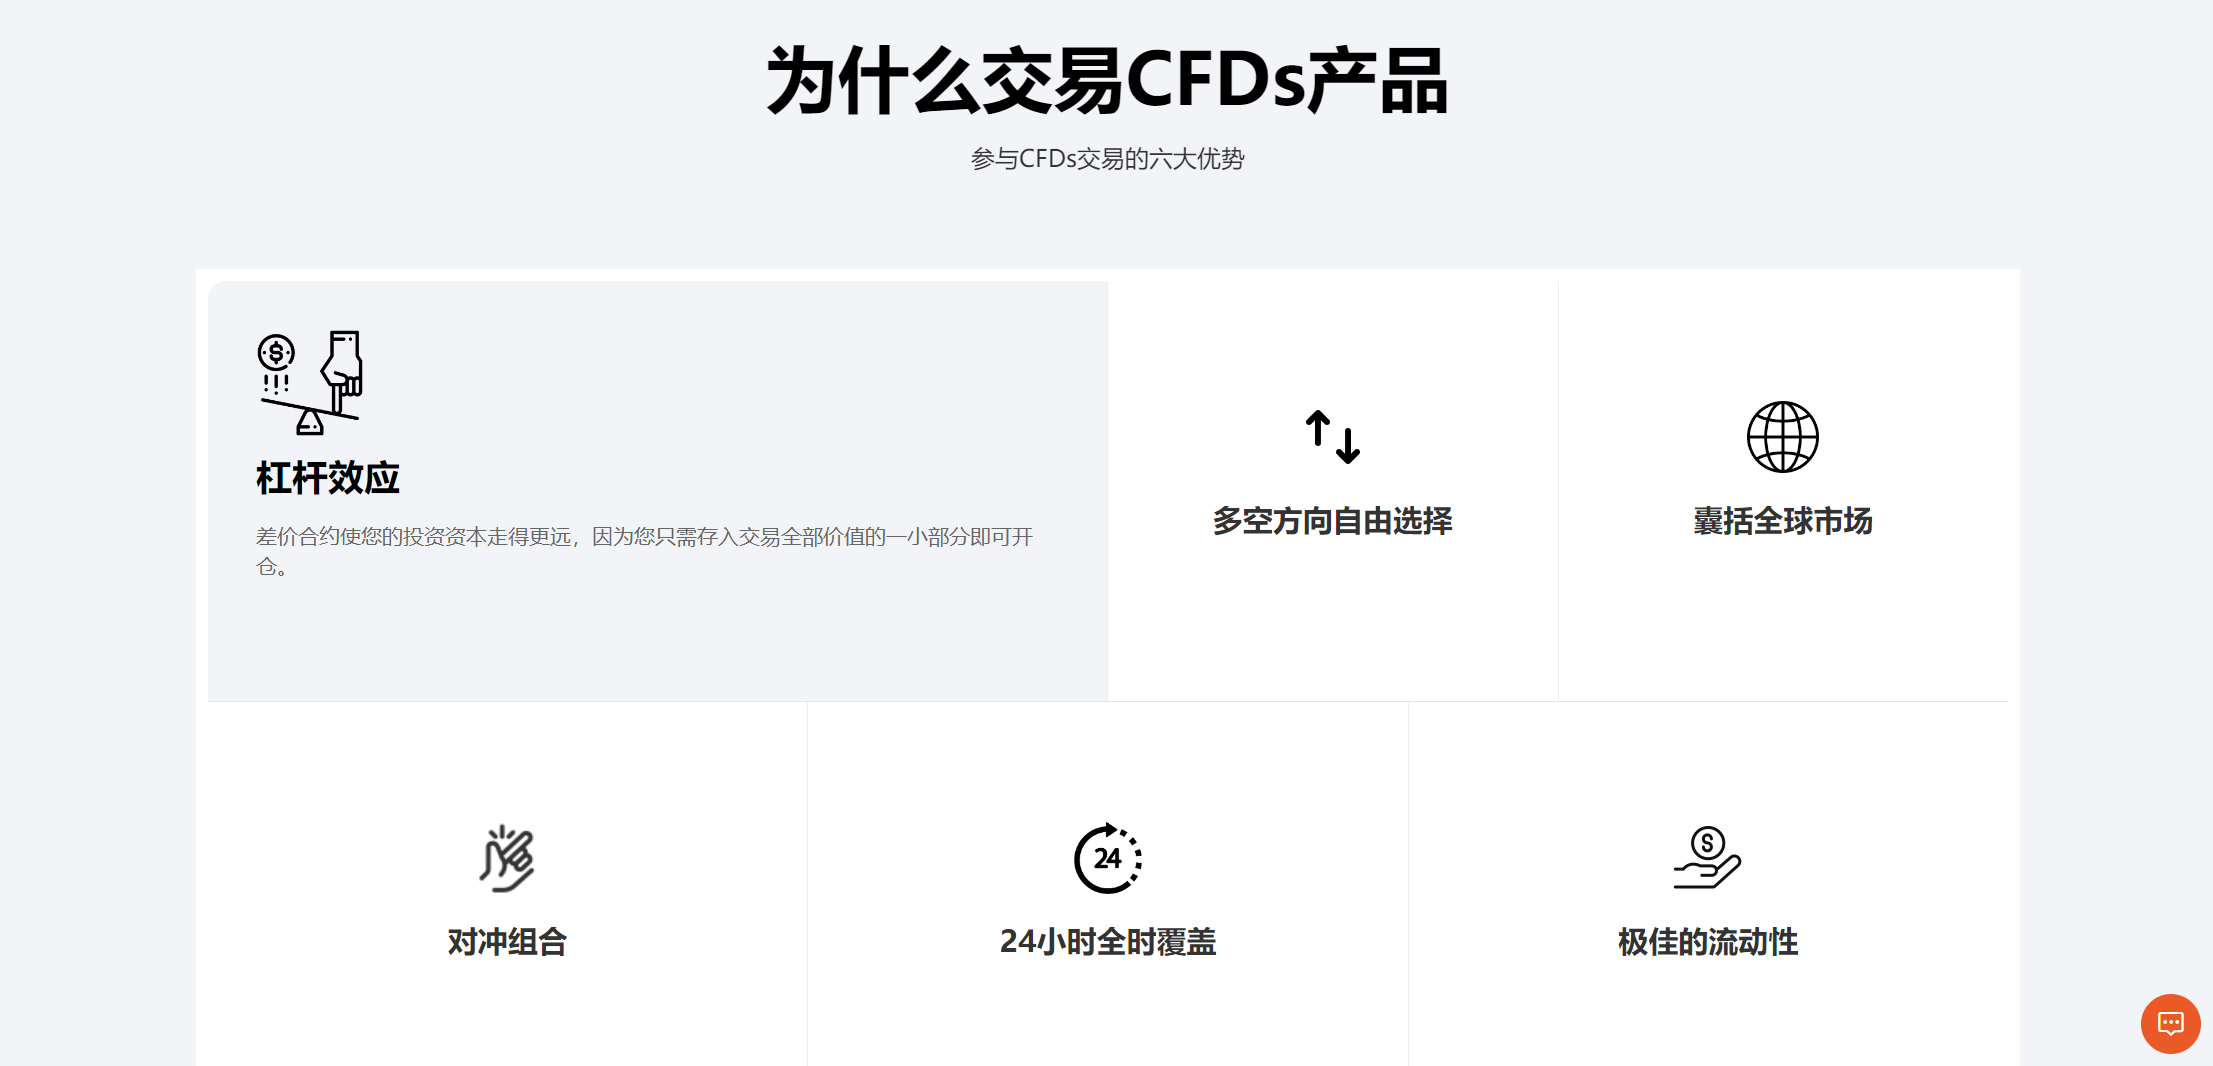 为什么交易CFDs产品
参与CFDs交易的六大优势
杠杆效应
差价合约使您的投资资本走得更远，因为您只需存入交易全部价值的一小部分即可开
仓。
多空方向自由选择
囊括全球市场
对冲组合
24
24小时全时覆盖
极佳的流动性